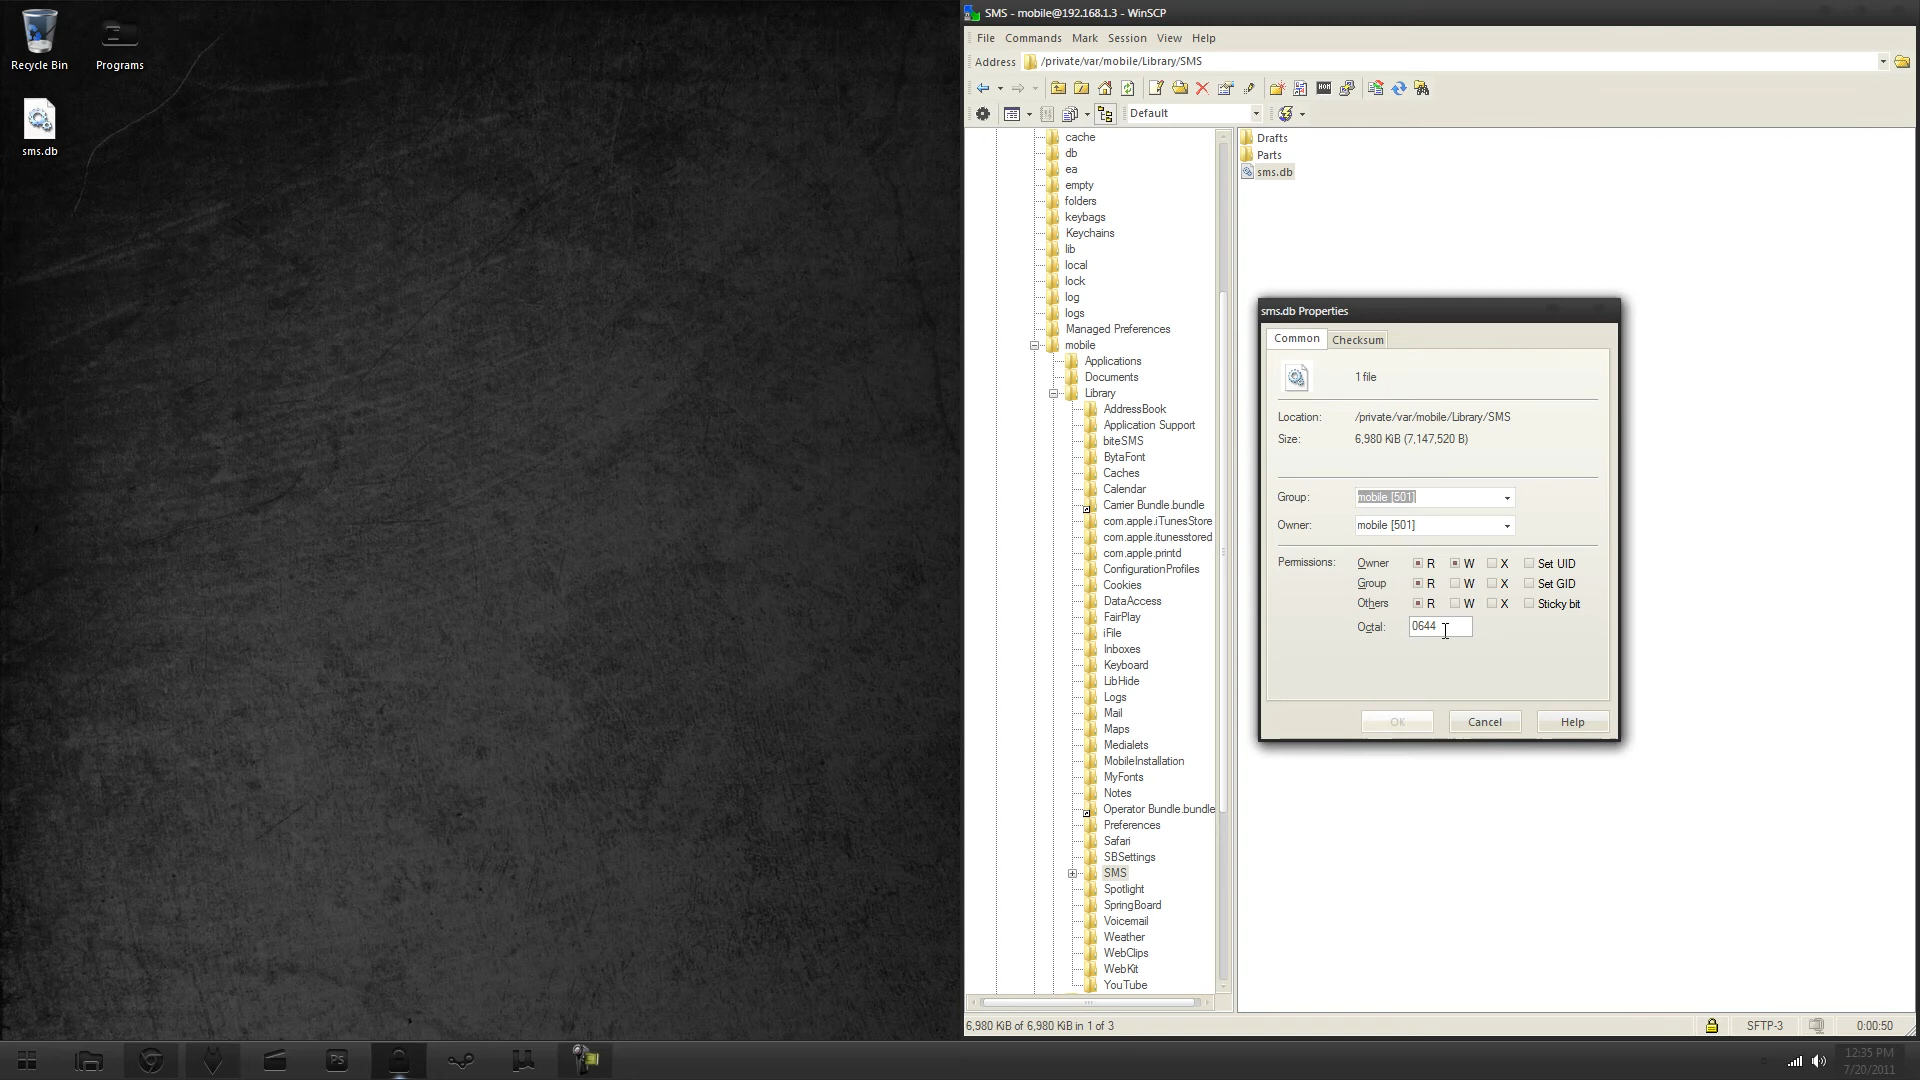 Recycle Bin
Programs
sms.db
SMS - mobile@192.168.1.3 - WinSCP
File Commands Mark Session View Help
Address /private/var/mobile/Library/SMS
Default
cache
db
ea
empty
folders
keybags
Keychains
lib
local
lock
log
logs
Managed Preferences
mobile
Applications
Documents
Library
AddressBook
Application Support
biteSMS
BytaFont
Caches
Calendar
Carrier Bundle.bundle
com.apple.iTunesStore
com.apple.itunesstored
com.apple.printd
ConfigurationProfiles
Cookies
DataAccess
FairPlay
iFile
Inboxes
Keyboard
LibHide
Logs
Mail
Maps
Medialets
MobileInstallation
MyFonts
Notes
Operator Bundle.bundle
Preferences
Safari
SBSettings
SMS
Spotlight
SpringBoard
Voicemail
Weather
WebClips
WebKit
YouTube
Drafts
Parts
sms.db
sms.db Properties
Common Checksum
1 file
Location: /private/var/mobile/Library/SMS
Size: 6,980 KiB (7,147,520 B)
Group: mobile [501]
Owner: mobile [501]
Permissions: Owner R W X Set UID
Group R W X Set GID
Others R W X Sticky bit
Octal: 0644
OK Cancel Help
6,980 KiB of 6,980 KiB in 1 of 3
SFTP-3 0:00:50
Ps
12:35 PM
7/20/2011